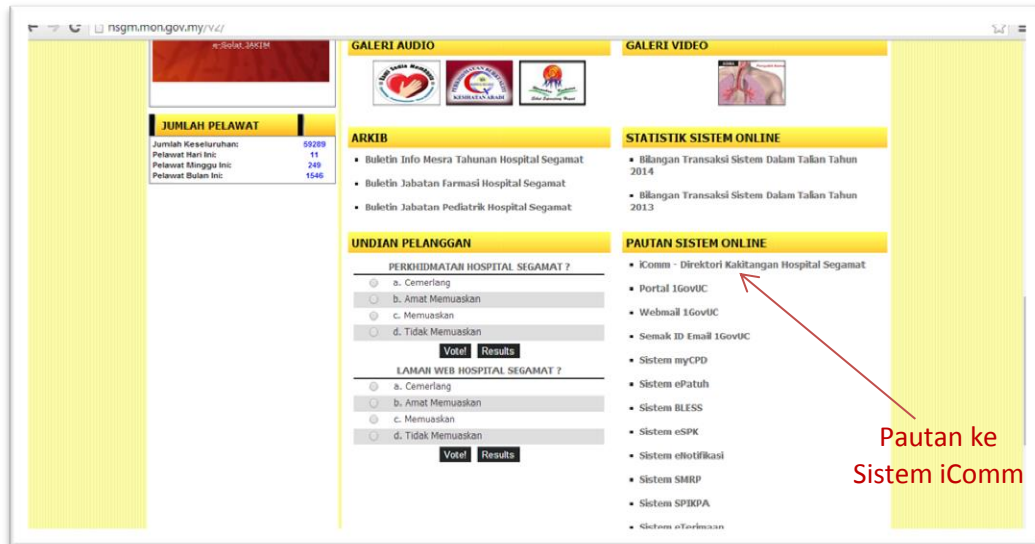 hsgm.moh.gov.my/v2/
e-Solat JAKIM
JUMLAH PELAWAT
Jumlah Keseluruhan: 59289
Pelawat Hari Ini: 11
Pelawat Minggu Ini: 249
Pelawat Bulan Ini: 1546
GALERI AUDIO
KESIHATAN ABADI
ARKIB
Buletin Info Mesra Tahunan Hospital Segamat
Buletin Jabatan Farmasi Hospital Segamat
Buletin Jabatan Pediatrik Hospital Segamat
UNDIAN PELANGGAN
PERKHIDMATAN HOSPITAL SEGAMAT ?
a. Cemerlang
b. Amat Memuaskan
c. Memuaskan
d. Tidak Memuaskan
Vote! Results
LAMAN WEB HOSPITAL SEGAMAT ?
a. Cemerlang
b. Amat Memuaskan
c. Memuaskan
d. Tidak Memuaskan
Vote! Results
GALERI VIDEO
STATISTIK SISTEM ONLINE
Bilangan Transaksi Sistem Dalam Talian Tahun
2014
Bilangan Transaksi Sistem Dalam Talian Tahun
2013
PAUTAN SISTEM ONLINE
iComm - Direktori Kakitangan Hospital Segamat
Portal 1GovUC
Webmail 1GovUC
Semak ID Email 1GovUC
Sistem myCPD
Sistem ePatuh
Sistem BLESS
Sistem eSPK
Sistem eNotifikasi
Sistem SMRP
Sistem SPIKPA
Sistem eTerimaan
Pautan ke
Sistem iComm